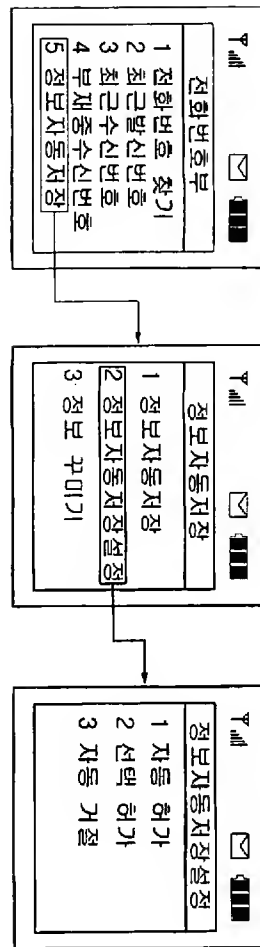 전화번호부
1 전화번호 찾기
2 최근발신번호
3 최근수신번호
4 부재중수신번호
5 정보자동저장
정보자동저장
1 정보자동저장
2 정보자동저장설정
3 정보 꾸미기
정보자동저장설정
1 자동 허가
2 선택 허가
3 자동 거절